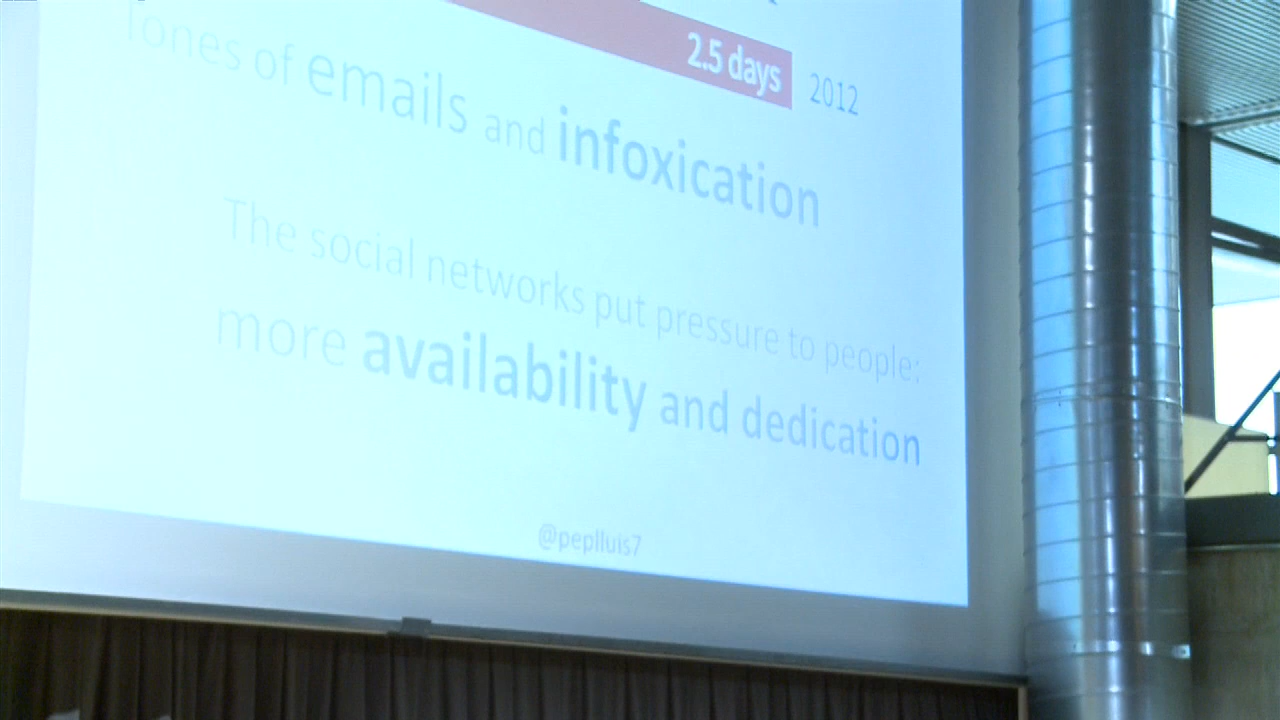 2.5 days 2012
Tones of emails and infoxication
The social networks put pressure to people:
more availability and dedication
@peplluis7